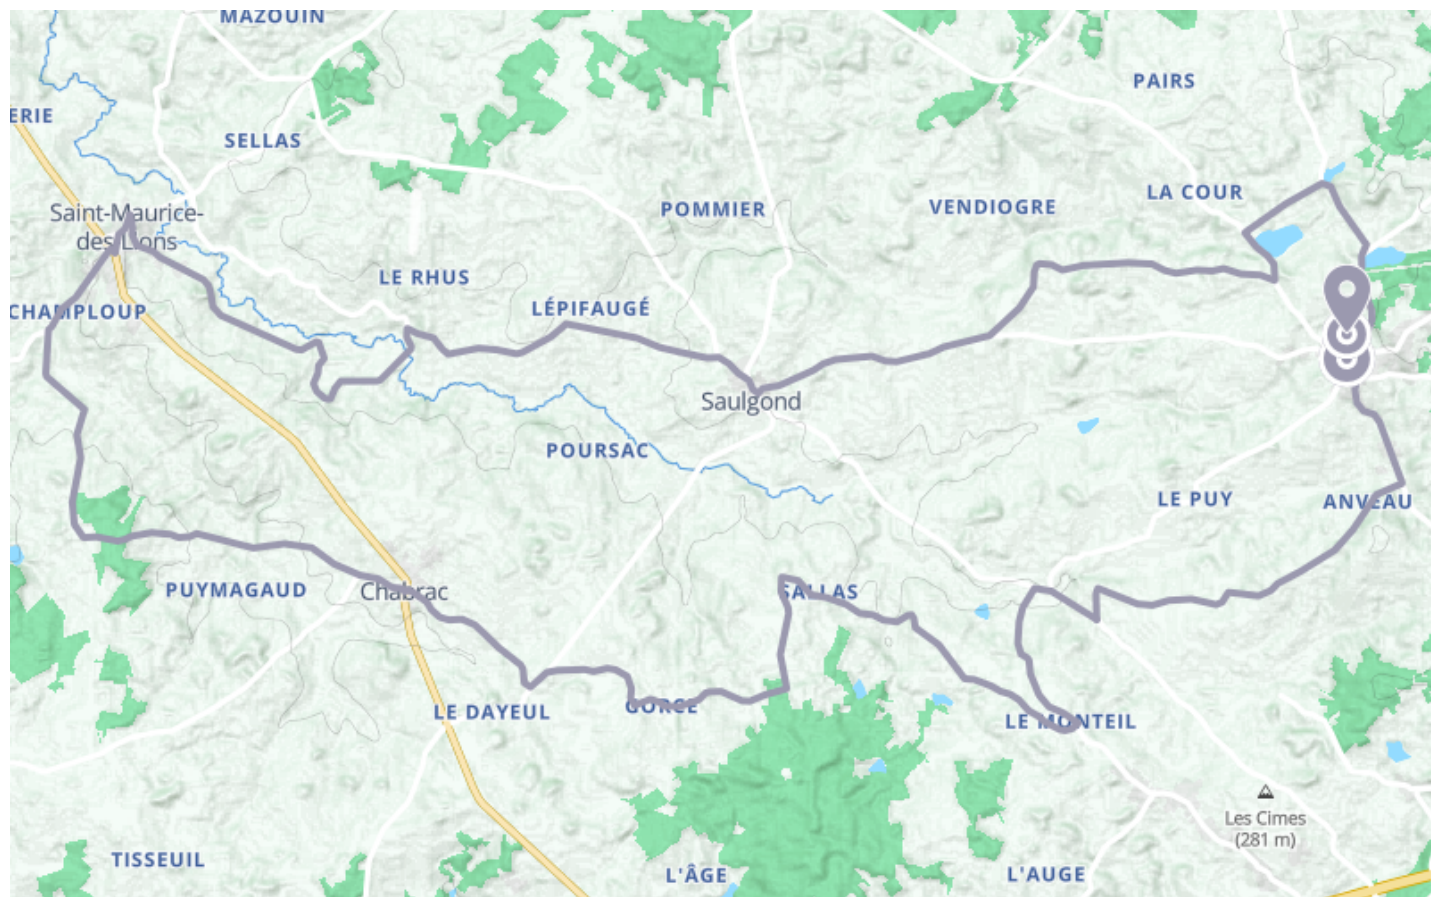 MAZOUIN
PAIRS
ERIE
SELLAS
LA COUR
VENDIOGRE
POMMIER
Saint-Maurice-
des-Lions
LE RHUS
LÉPIFAUGÉ
CHAMPLOUP
Saulgond
POURSAC
LE PUY
ANVEAU
PUYMAGAUD
Chabrac
SALLAS
LE DAYEUL
GORCE
LE MONTEIL
Les Cimes
(281 m)
TISSEUIL
L'ÂGE
L'AUGE